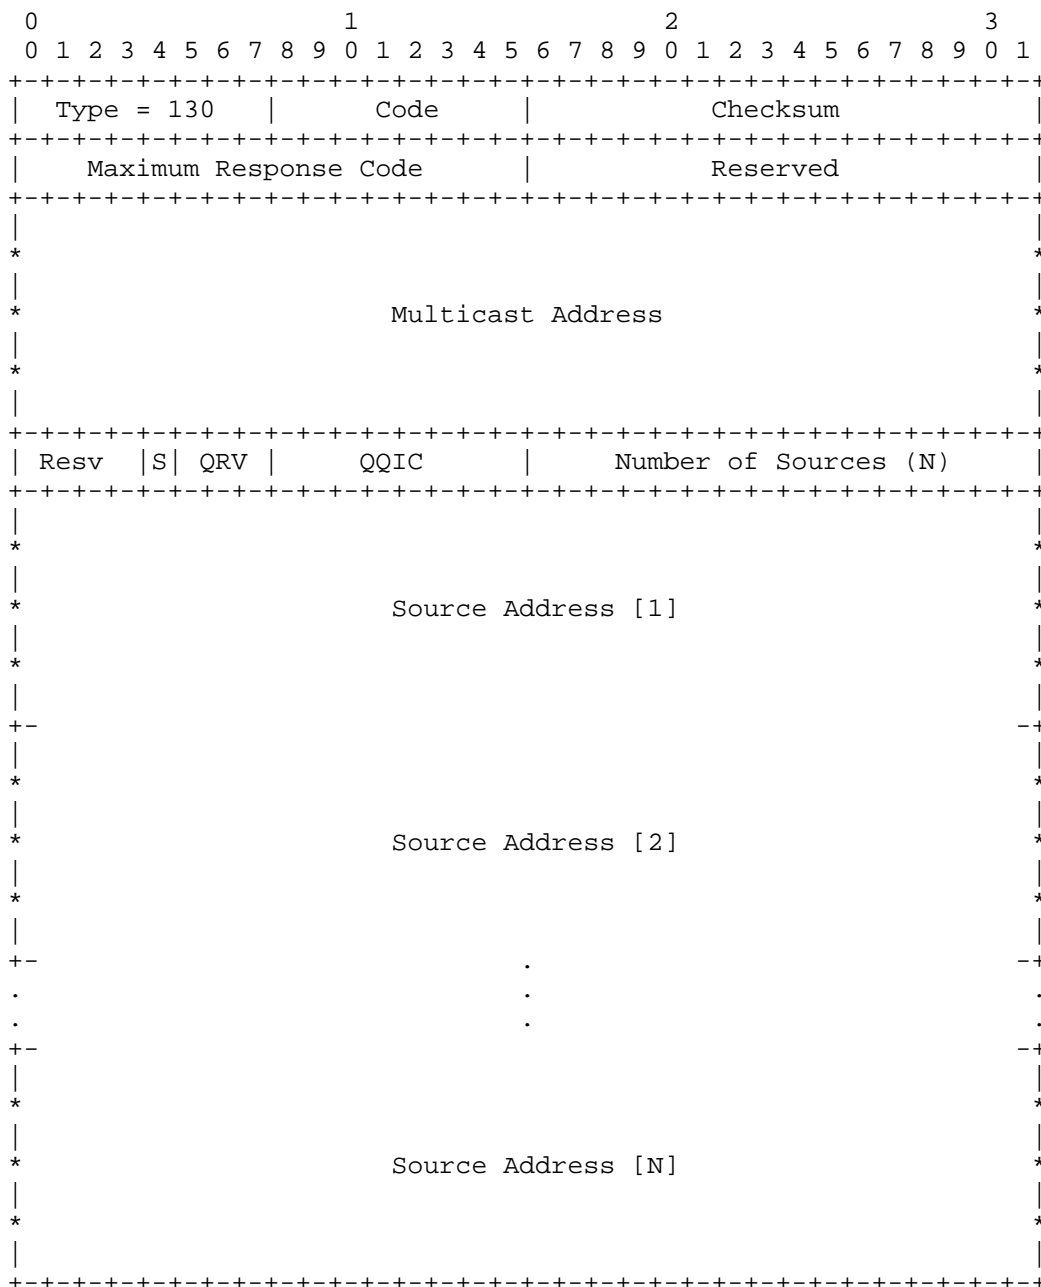 0                   1                   2                   3
0 1 2 3 4 5 6 7 8 9 0 1 2 3 4 5 6 7 8 9 0 1 2 3 4 5 6 7 8 9 0 1
+-+-+-+-+-+-+-+-+-+-+-+-+-+-+-+-+-+-+-+-+-+-+-+-+-+-+-+-+-+-+-+-+
|  Type = 130   |      Code     |           Checksum            |
+-+-+-+-+-+-+-+-+-+-+-+-+-+-+-+-+-+-+-+-+-+-+-+-+-+-+-+-+-+-+-+-+
|    Maximum Response Code      |           Reserved            |
+-+-+-+-+-+-+-+-+-+-+-+-+-+-+-+-+-+-+-+-+-+-+-+-+-+-+-+-+-+-+-+-+
|                                                               |
*                                                               *
|                                                               |
*                       Multicast Address                       *
|                                                               |
*                                                               *
|                                                               |
+-+-+-+-+-+-+-+-+-+-+-+-+-+-+-+-+-+-+-+-+-+-+-+-+-+-+-+-+-+-+-+-+
| Resv  |S| QRV |     QQIC      |     Number of Sources (N)     |
+-+-+-+-+-+-+-+-+-+-+-+-+-+-+-+-+-+-+-+-+-+-+-+-+-+-+-+-+-+-+-+-+
|                                                               |
*                                                               *
|                                                               |
*                       Source Address [1]                      *
|                                                               |
*                                                               *
|                                                               |
+-                                                             -+
|                                                               |
*                                                               *
|                                                               |
*                       Source Address [2]                      *
|                                                               |
*                                                               *
|                                                               |
+-                              .                              -+
.                               .                               .
.                               .                               .
+-                                                             -+
|                                                               |
*                                                               *
|                                                               |
*                       Source Address [N]                      *
|                                                               |
*                                                               *
|                                                               |
+-+-+-+-+-+-+-+-+-+-+-+-+-+-+-+-+-+-+-+-+-+-+-+-+-+-+-+-+-+-+-+-+